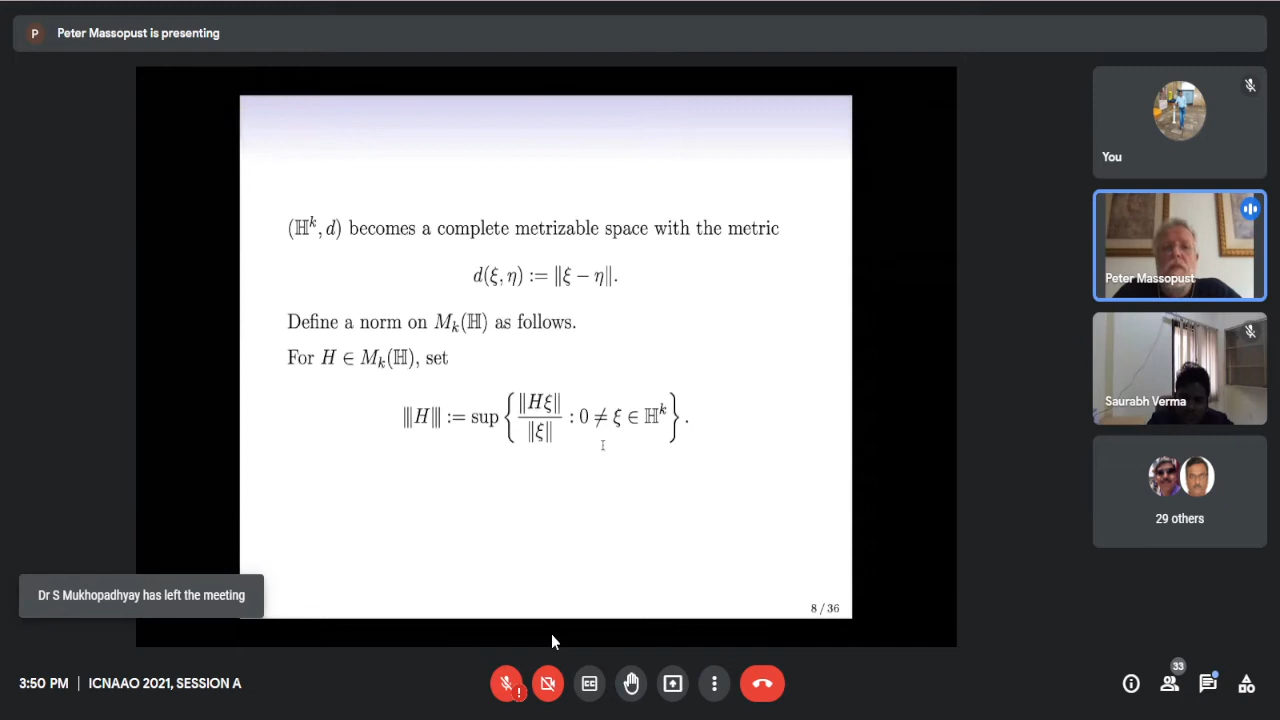 P Peter Massopust is presenting
(ℍ^k, d) becomes a complete metrizable space with the metric
d(ξ, η) := ‖ξ − η‖.
Define a norm on M_k(ℍ) as follows.
For H ∈ M_k(ℍ), set
⦀H⦀ := sup { ‖Hξ‖ / ‖ξ‖ : 0 ≠ ξ ∈ ℍ^k } .
8 / 36
You
Peter Massopust
Saurabh Verma
29 others
Dr S Mukhopadhyay has left the meeting
3:50 PM | ICNAAO 2021, SESSION A
!
CC
33